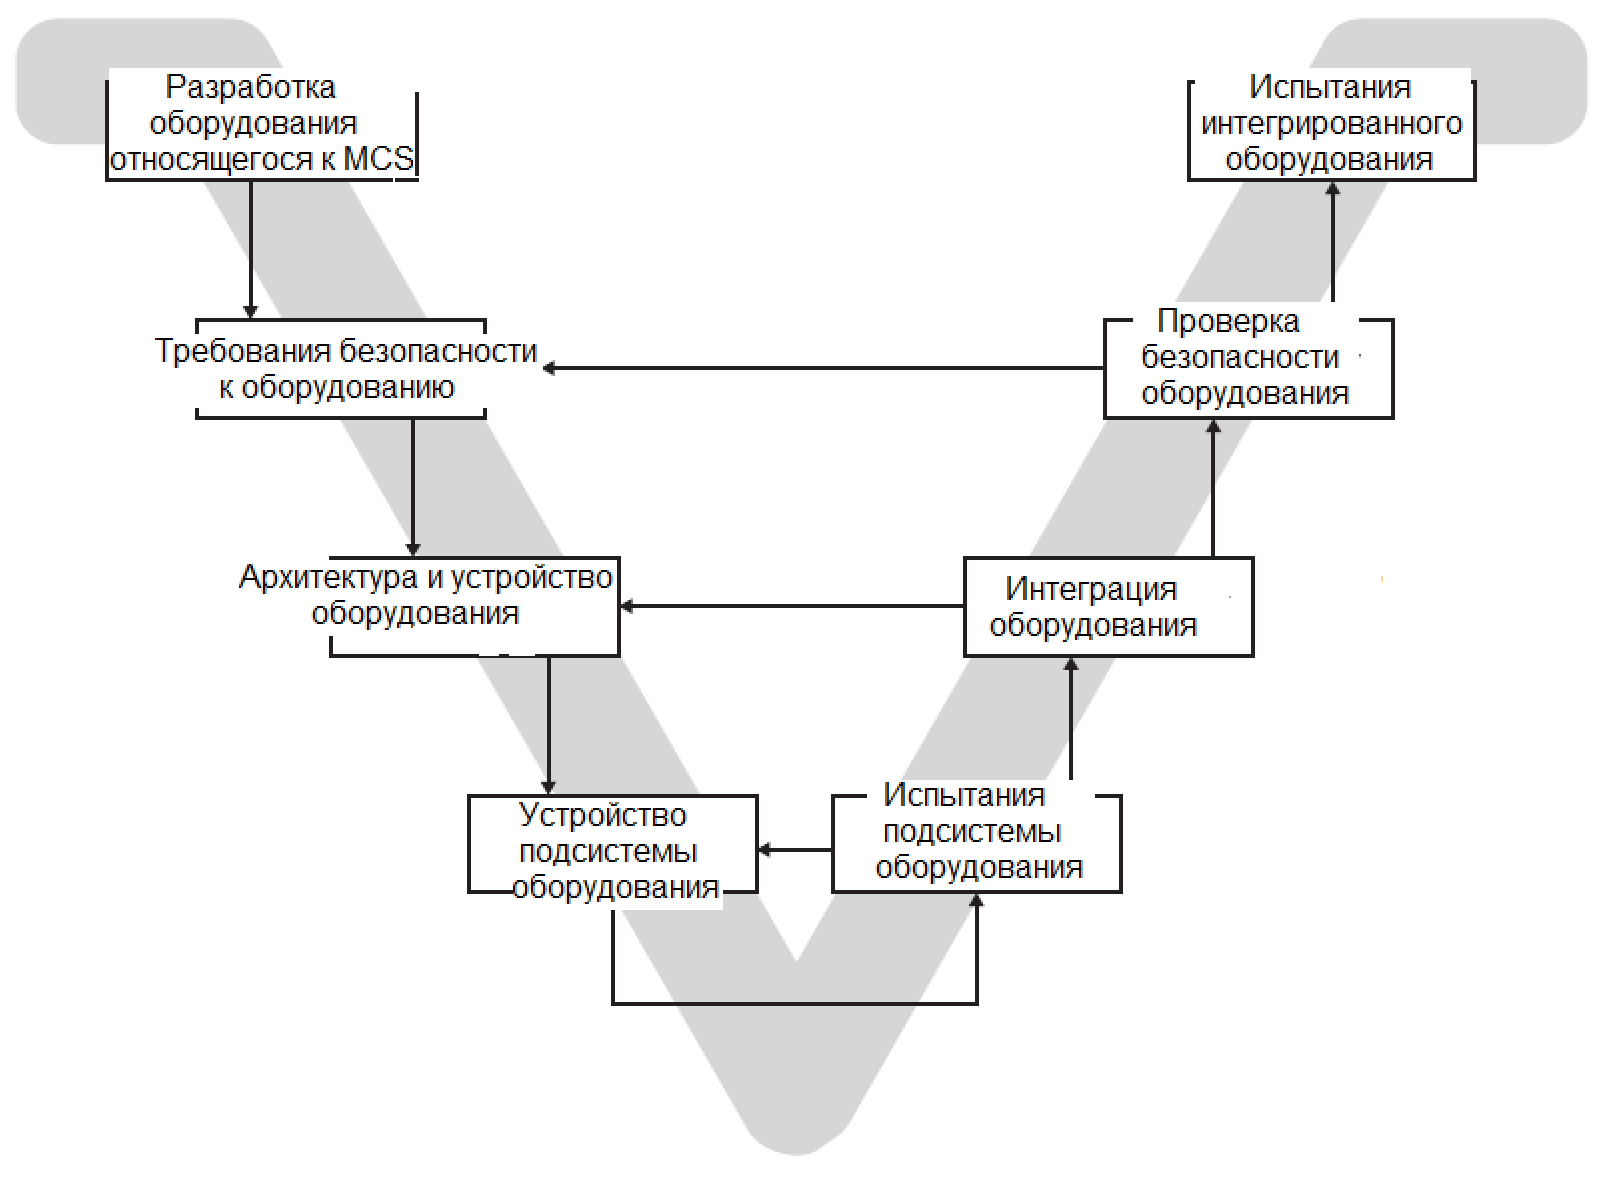 Разработка
оборудования
относящегося к MCS
Испытания
интегрированного
оборудования
Требования безопасности
к оборудованию
Проверка
безопасности
оборудования
Архитектура и устройство
оборудования
Интеграция
оборудования
Устройство
подсистемы
оборудования
Испытания
подсистемы
оборудования